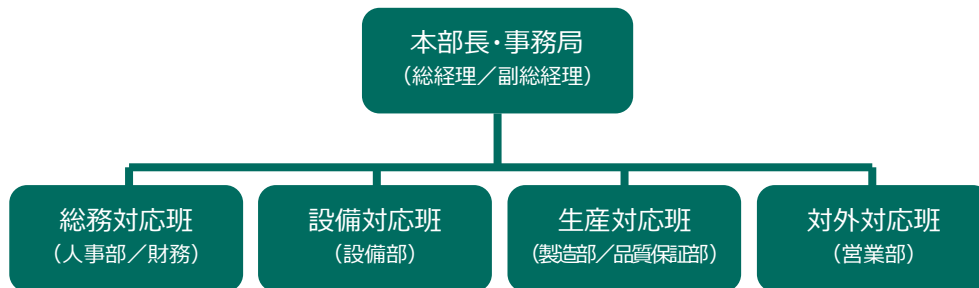 本部長・事務局
（総経理／副総経理）
総務対応班
（人事部／財務）
設備対応班
（設備部）
生産対応班
（製造部／品質保証部）
対外対応班
（営業部）